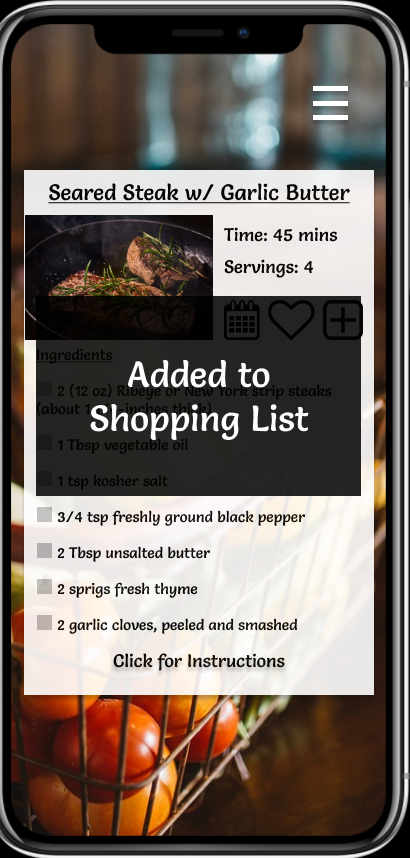 Seared Steak w/ Garlic Butter
Time: 45 mins
Servings: 4
Ingredients
2 (12 oz) Ribeye or New York strip steaks
(about 1 -inches thick)
Added to
Shopping List
1 Tbsp vegetable oil
1 tsp kosher salt
3/4 tsp freshly ground black pepper
2 Tbsp unsalted butter
2 sprigs fresh thyme
2 garlic cloves, peeled and smashed
Click for Instructions